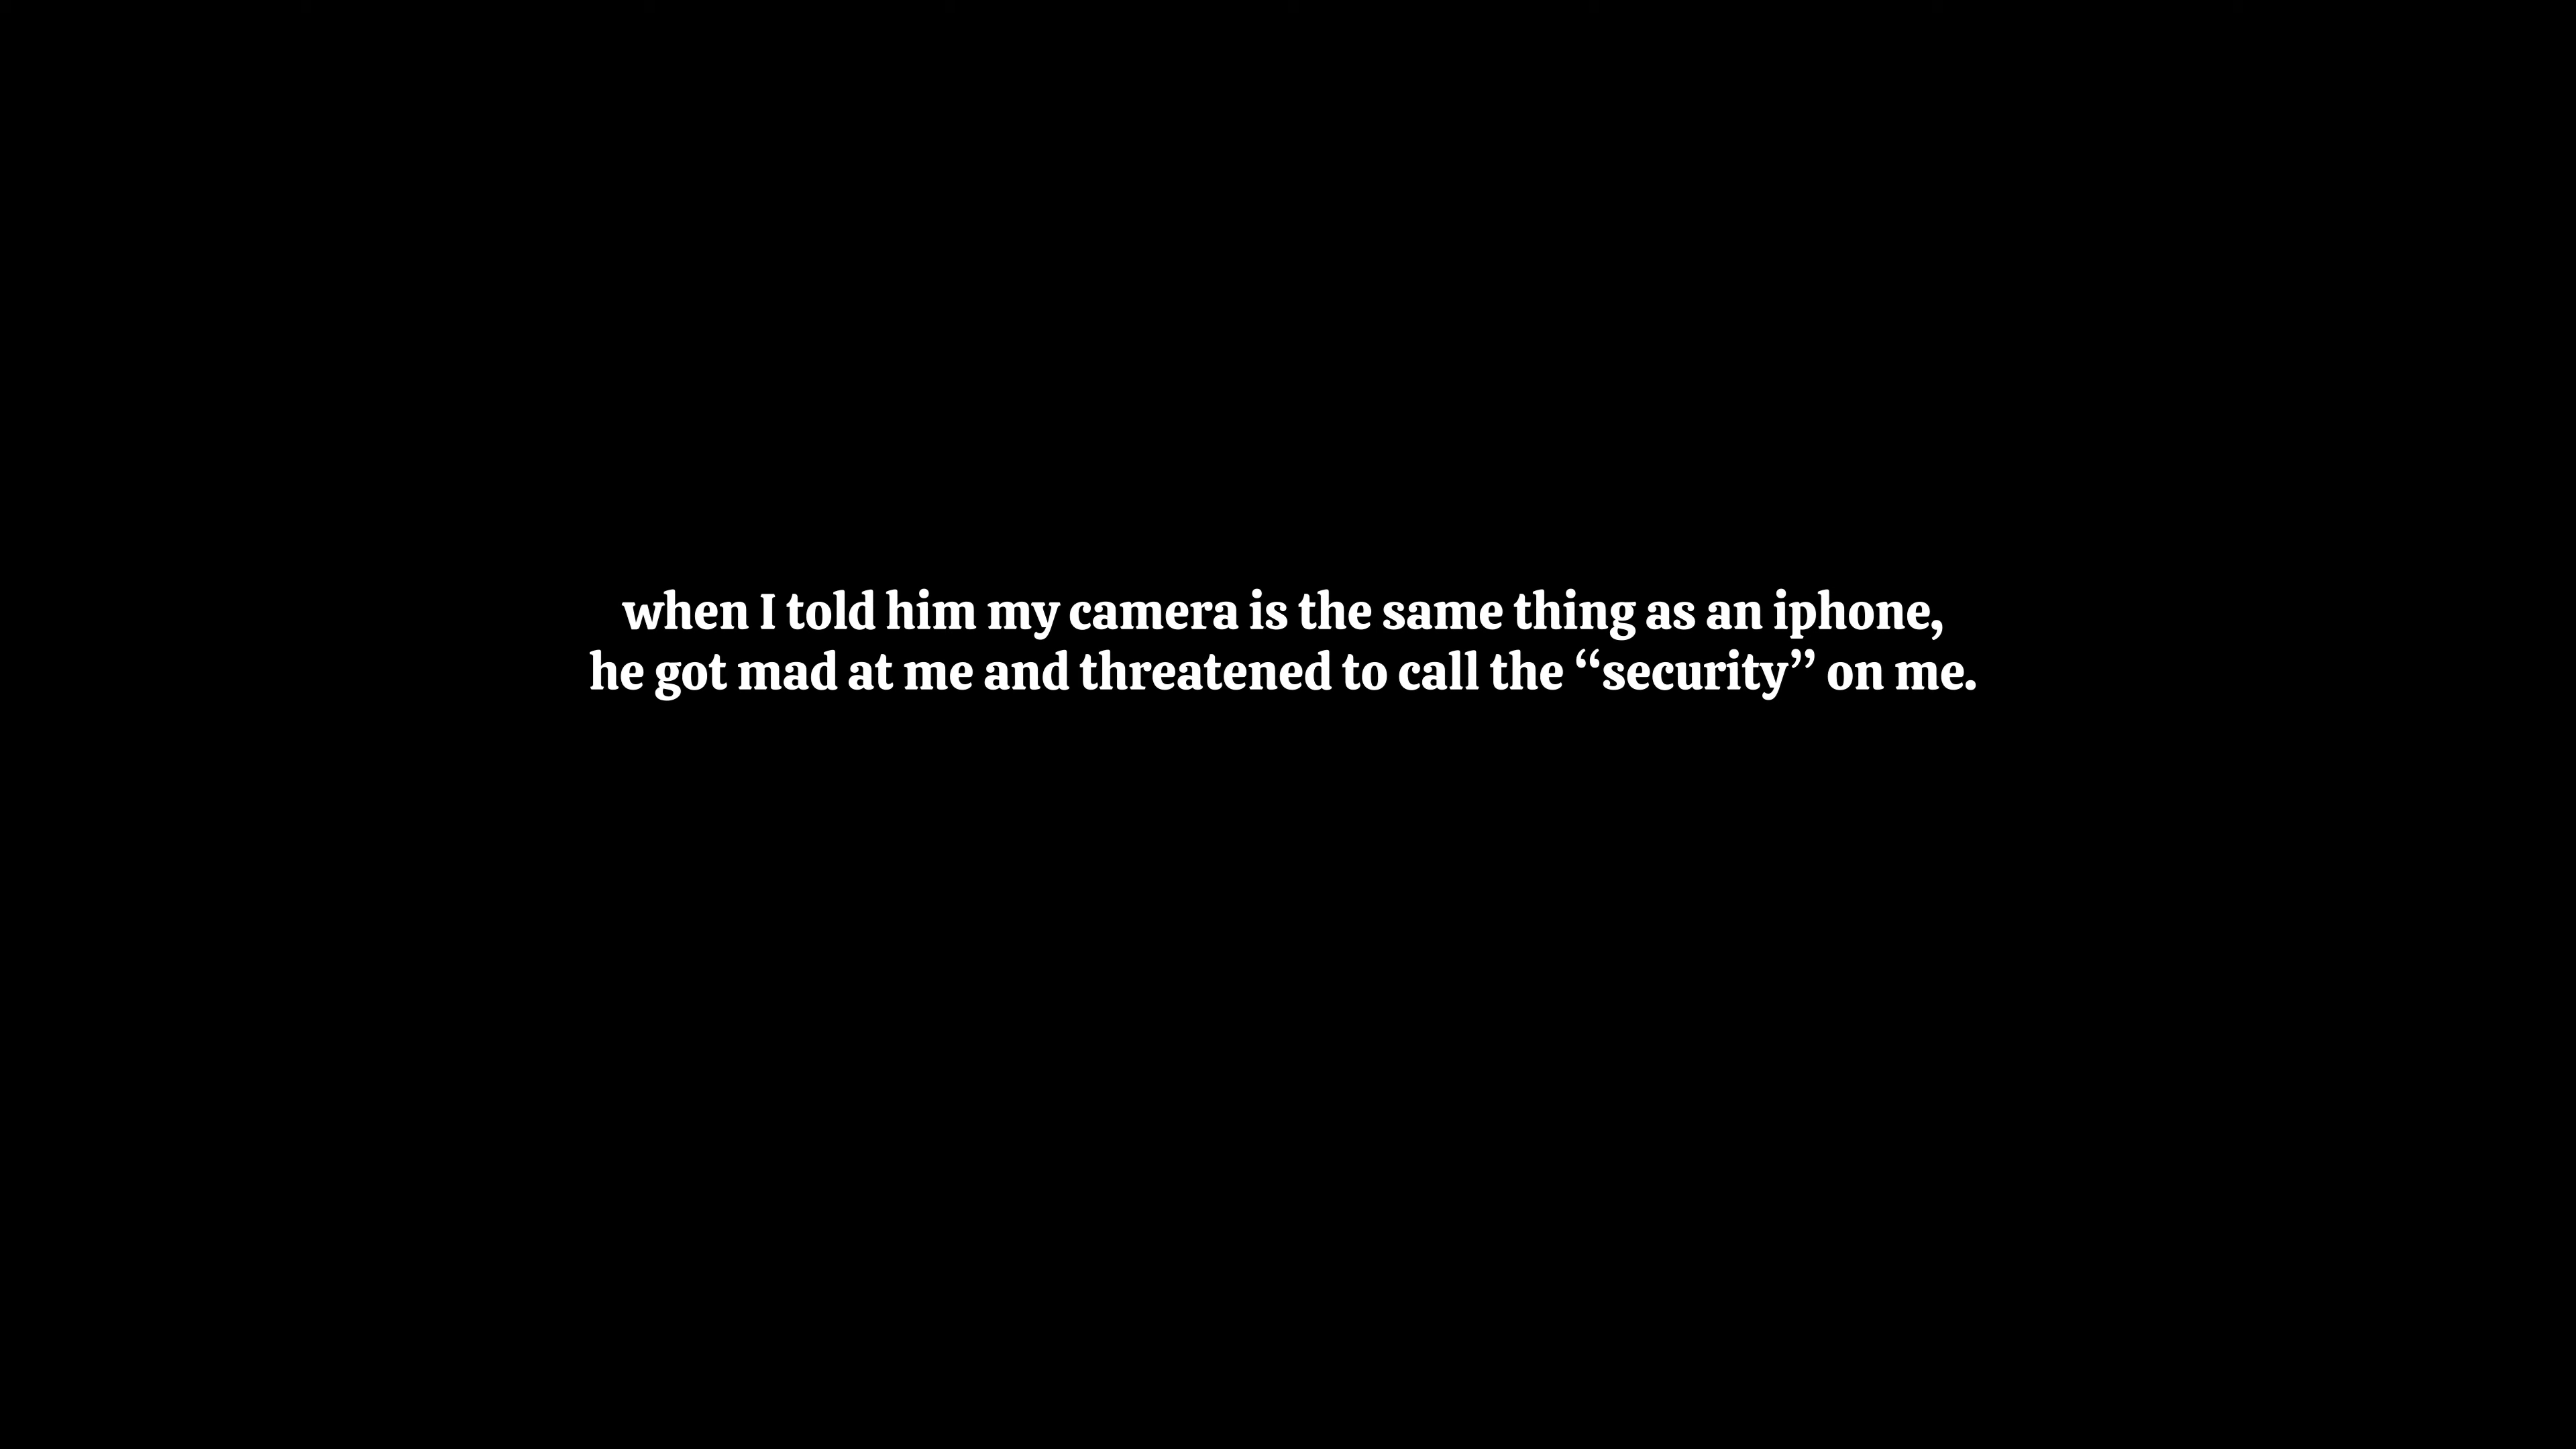 when I told him my camera is the same thing as an iphone,
he got mad at me and threatened to call the “security” on me.